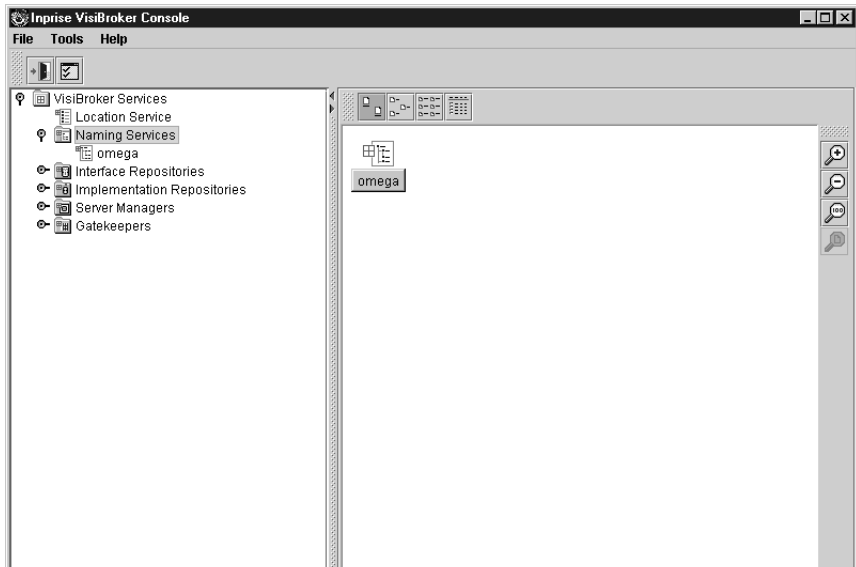 Inprise VisiBroker Console
File Tools Help
VisiBroker Services
Location Service
Naming Services
omega
Interface Repositories
Implementation Repositories
Server Managers
Gatekeepers
omega
100